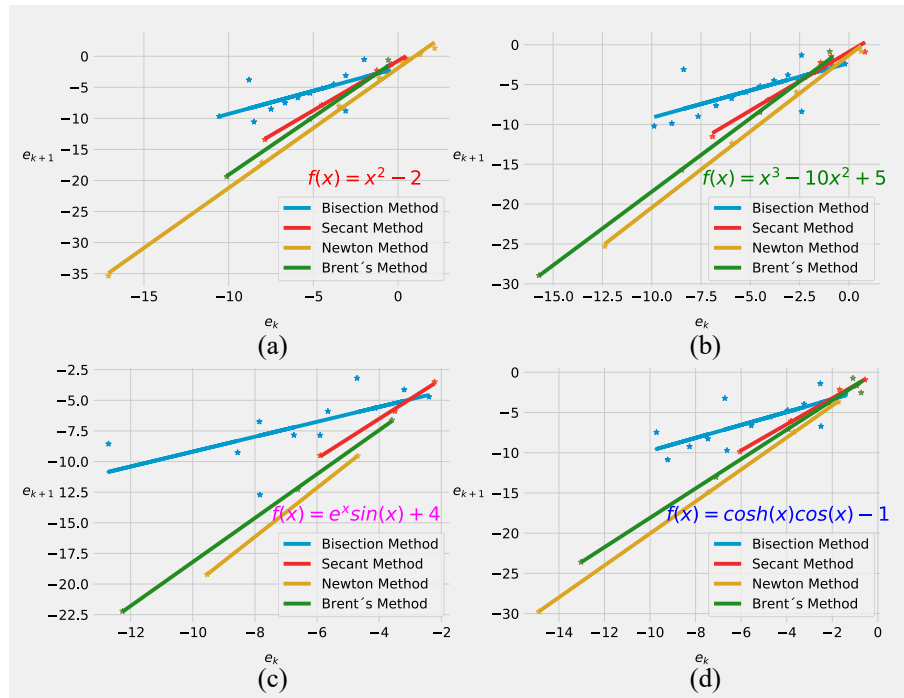 0
−5
−10
−15
−20
−25
−30
−35
e_{k+1}
−15 −10 −5 0
e_k
f(x) = x^2 − 2
Bisection Method
Secant Method
Newton Method
Brent´s Method
(a)
0
−5
−10
−15
−20
−25
−30
e_{k+1}
−15.0 −12.5 −10.0 −7.5 −5.0 −2.5 0.0
e_k
f(x) = x^3 − 10x^2 + 5
Bisection Method
Secant Method
Newton Method
Brent´s Method
(b)
−2.5
−5.0
−7.5
−10.0
−12.5
−15.0
−17.5
−20.0
−22.5
e_{k+1}
−12 −10 −8 −6 −4 −2
e_k
f(x) = e^x sin(x) + 4
Bisection Method
Secant Method
Newton Method
Brent´s Method
(c)
0
−5
−10
−15
−20
−25
−30
e_{k+1}
−14 −12 −10 −8 −6 −4 −2 0
e_k
f(x) = cosh(x)cos(x) − 1
Bisection Method
Secant Method
Newton Method
Brent´s Method
(d)